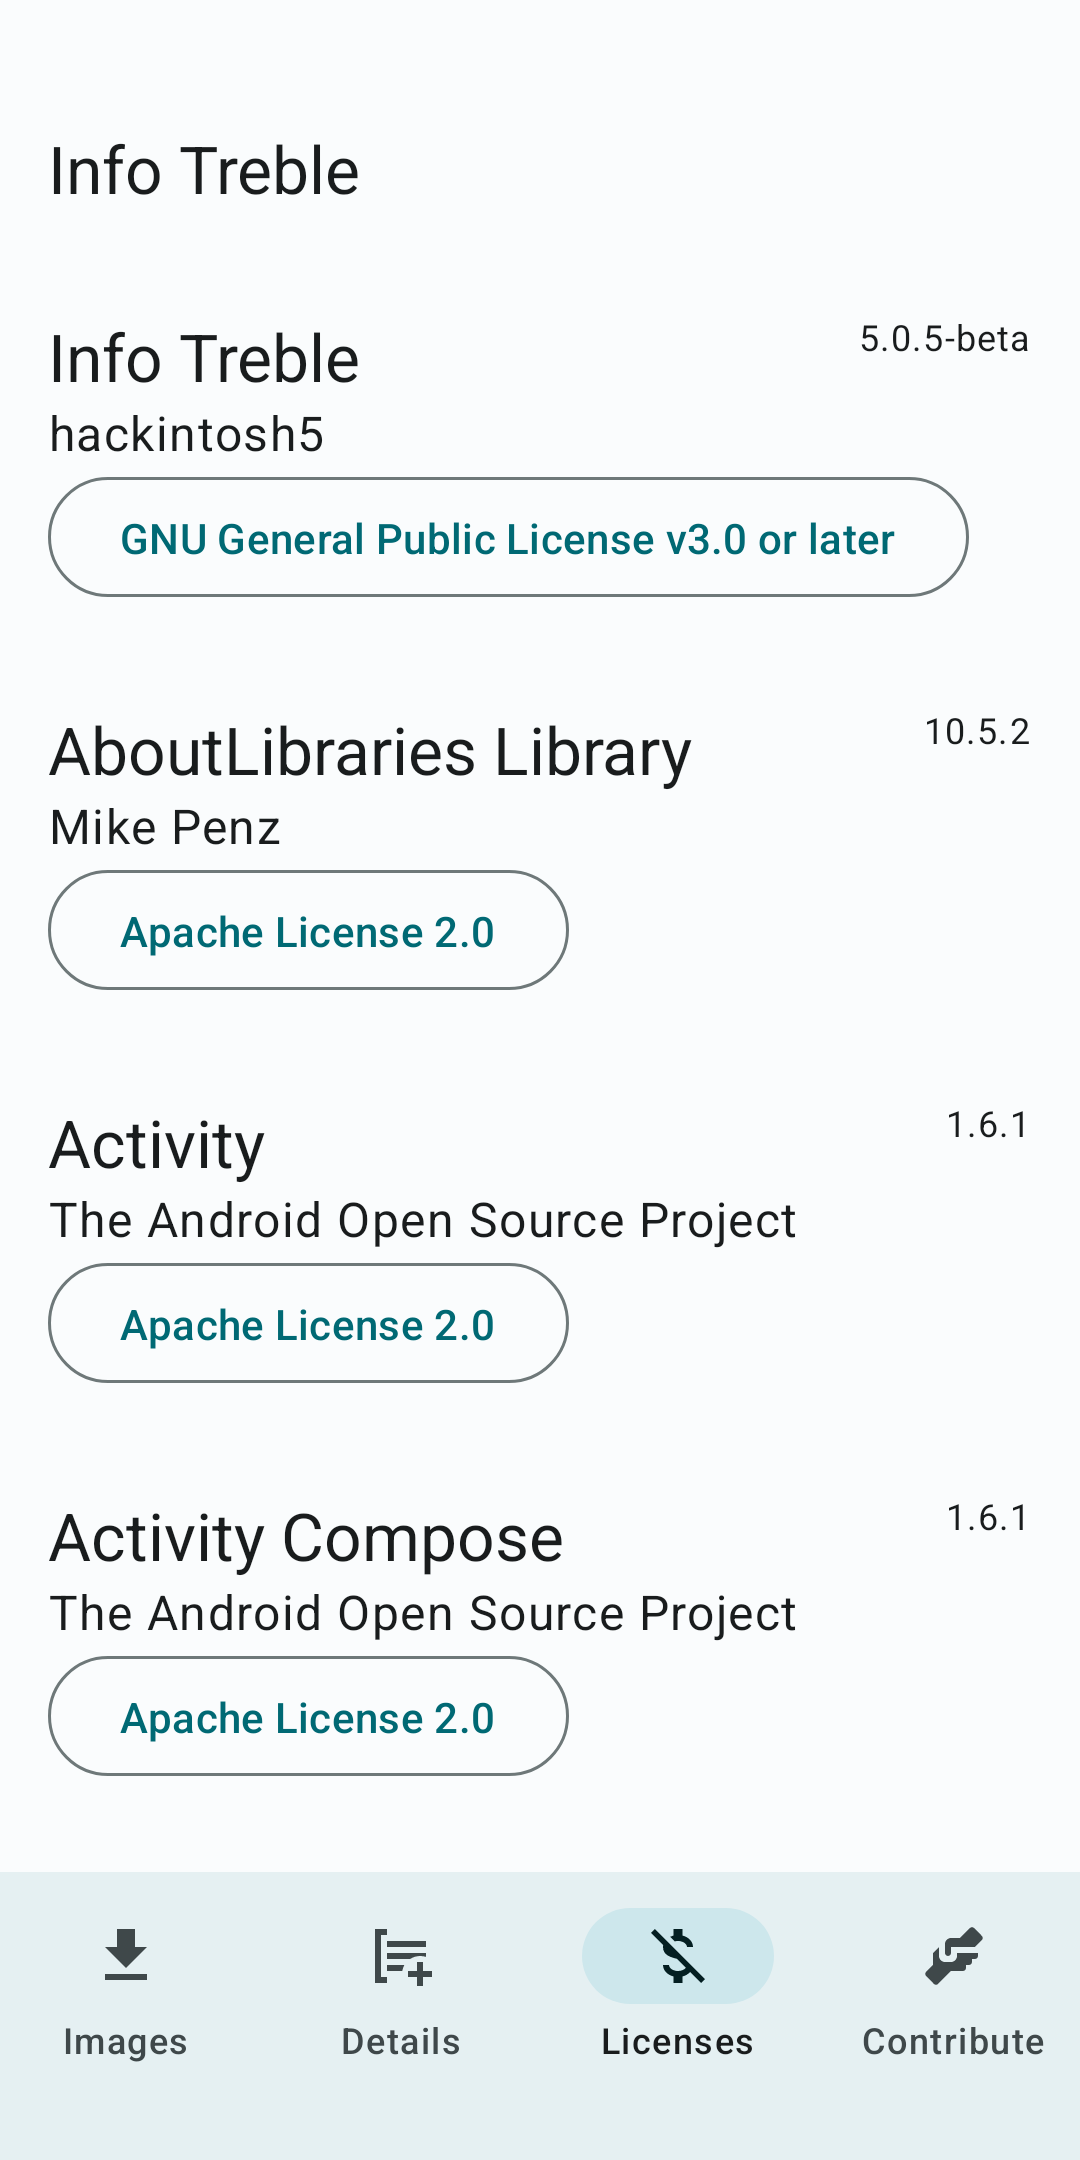 Info Treble
Info Treble
5.0.5-beta
hackintosh5
GNU General Public License v3.0 or later
AboutLibraries Library
10.5.2
Mike Penz
Apache License 2.0
Activity
1.6.1
The Android Open Source Project
Apache License 2.0
Activity Compose
1.6.1
The Android Open Source Project
Apache License 2.0
Images
Details
Licenses
Contribute